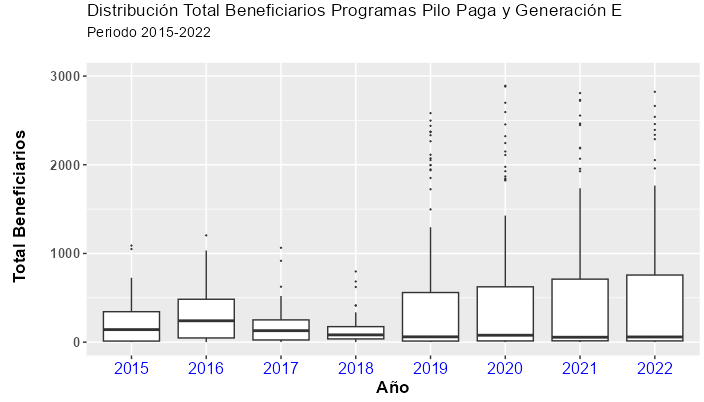 Distribución Total Beneficiarios Programas Pilo Paga y Generación E
Periodo 2015-2022
Total Beneficiarios
3000
2000
1000
0
2015 2016 2017 2018 2019 2020 2021 2022
Año